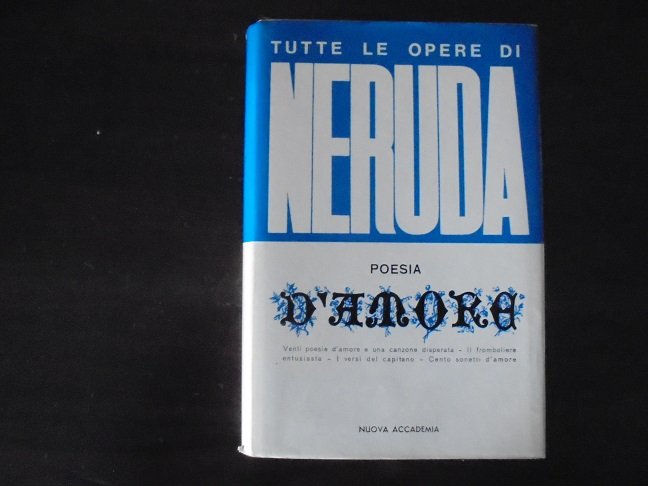 TUTTE LE OPERE DI
NERUDA
POESIA
D'AMORE
Venti poesie d'amore e una canzone disperata - Il fromboliere
entusiasta - I versi del capitano - Cento sonetti d'amore
NUOVA ACCADEMIA